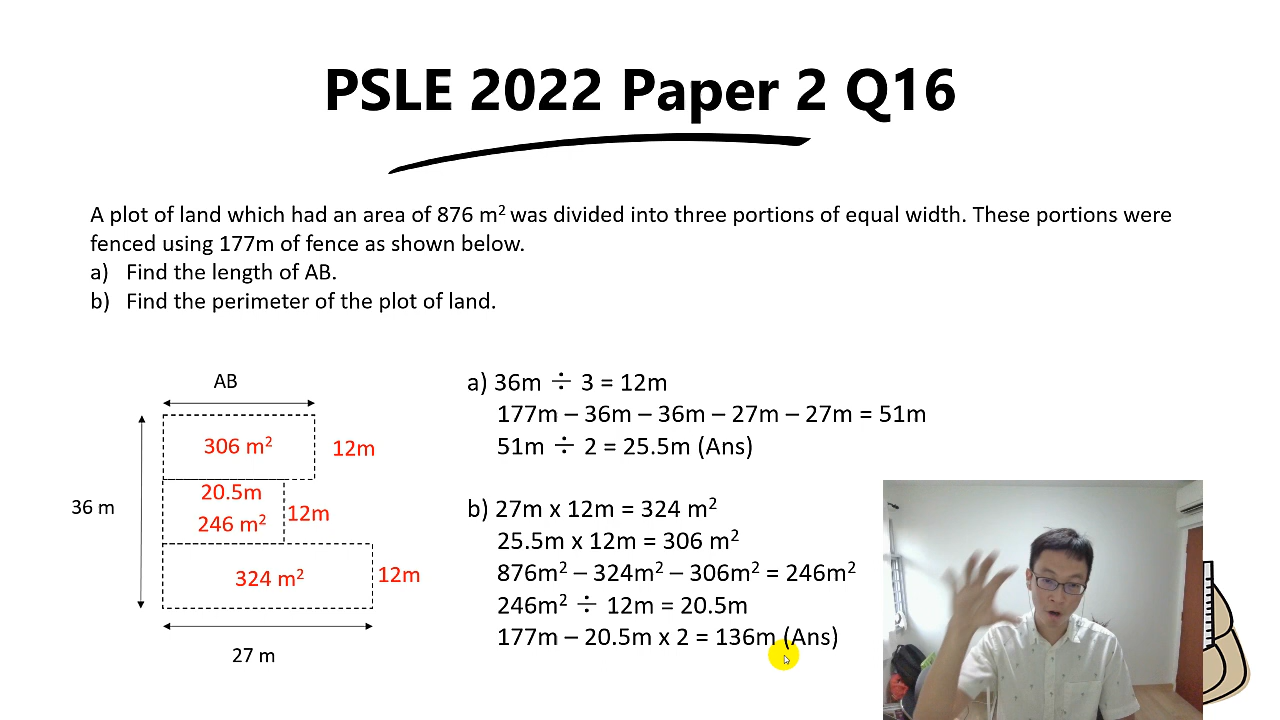 PSLE 2022 Paper 2 Q16
A plot of land which had an area of 876 m² was divided into three portions of equal width. These portions were
fenced using 177m of fence as shown below.
a) Find the length of AB.
b) Find the perimeter of the plot of land.
AB
306 m²
12m
20.5m
246 m²
12m
36 m
324 m²
12m
27 m
a) 36m ÷ 3 = 12m
177m – 36m – 36m – 27m – 27m = 51m
51m ÷ 2 = 25.5m (Ans)
b) 27m x 12m = 324 m²
25.5m x 12m = 306 m²
876m² – 324m² – 306m² = 246m²
246m² ÷ 12m = 20.5m
177m – 20.5m x 2 = 136m (Ans)